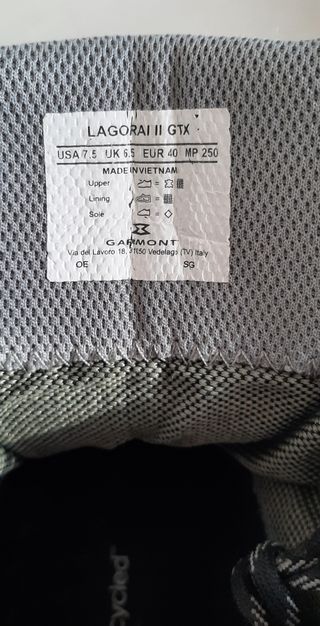 LAGORAI II GTX
USA 7.5 UK 6.5 EUR 40 MP 250
MADE IN VIETNAM
Upper = 
Lining = 
Sole = 
GARMONT
Via del Lavoro 18, 31050 Vedelago (TV) Italy
OE SG
cycled™